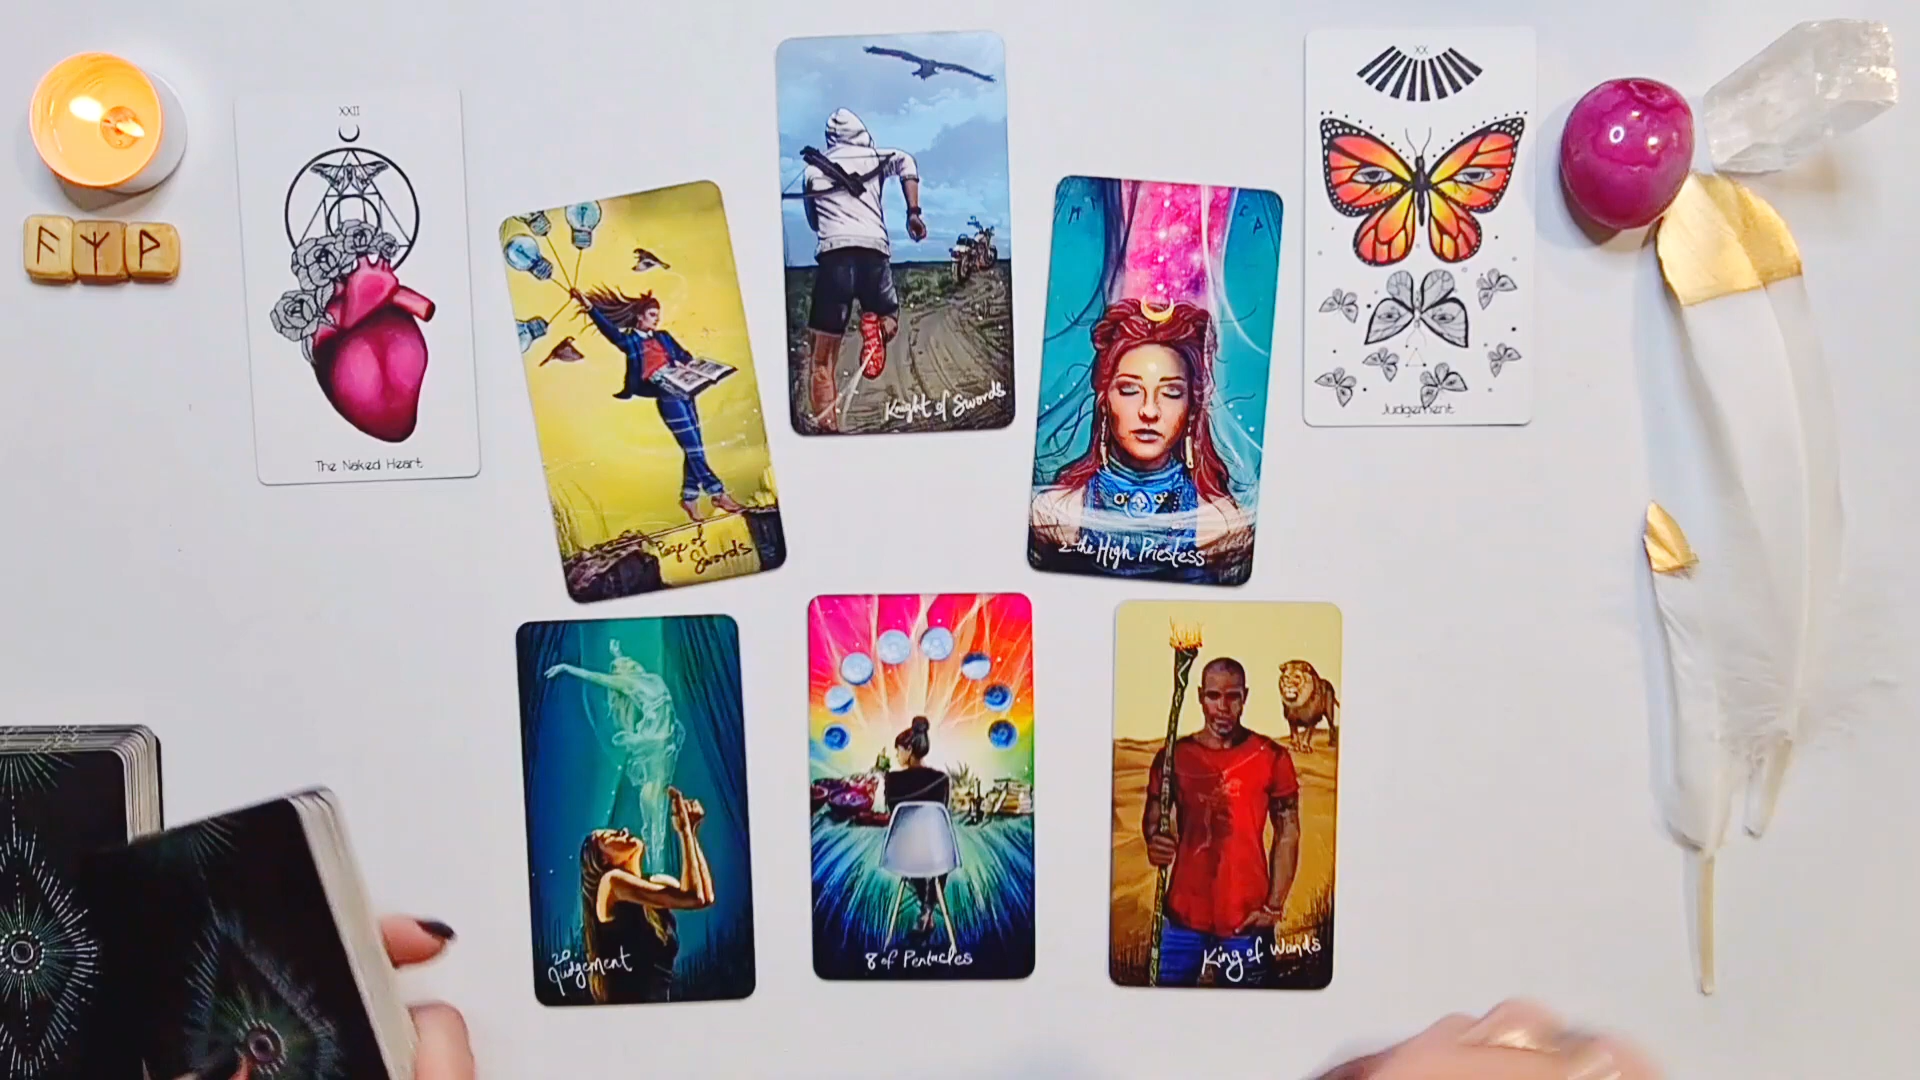 XXII
The Naked Heart
Page of
Swords
Knight of Swords
2. the High Priestess
XX
Judgement
20
Judgement
8 of Pentacles
King of Wands
ᚨᛉᚹ